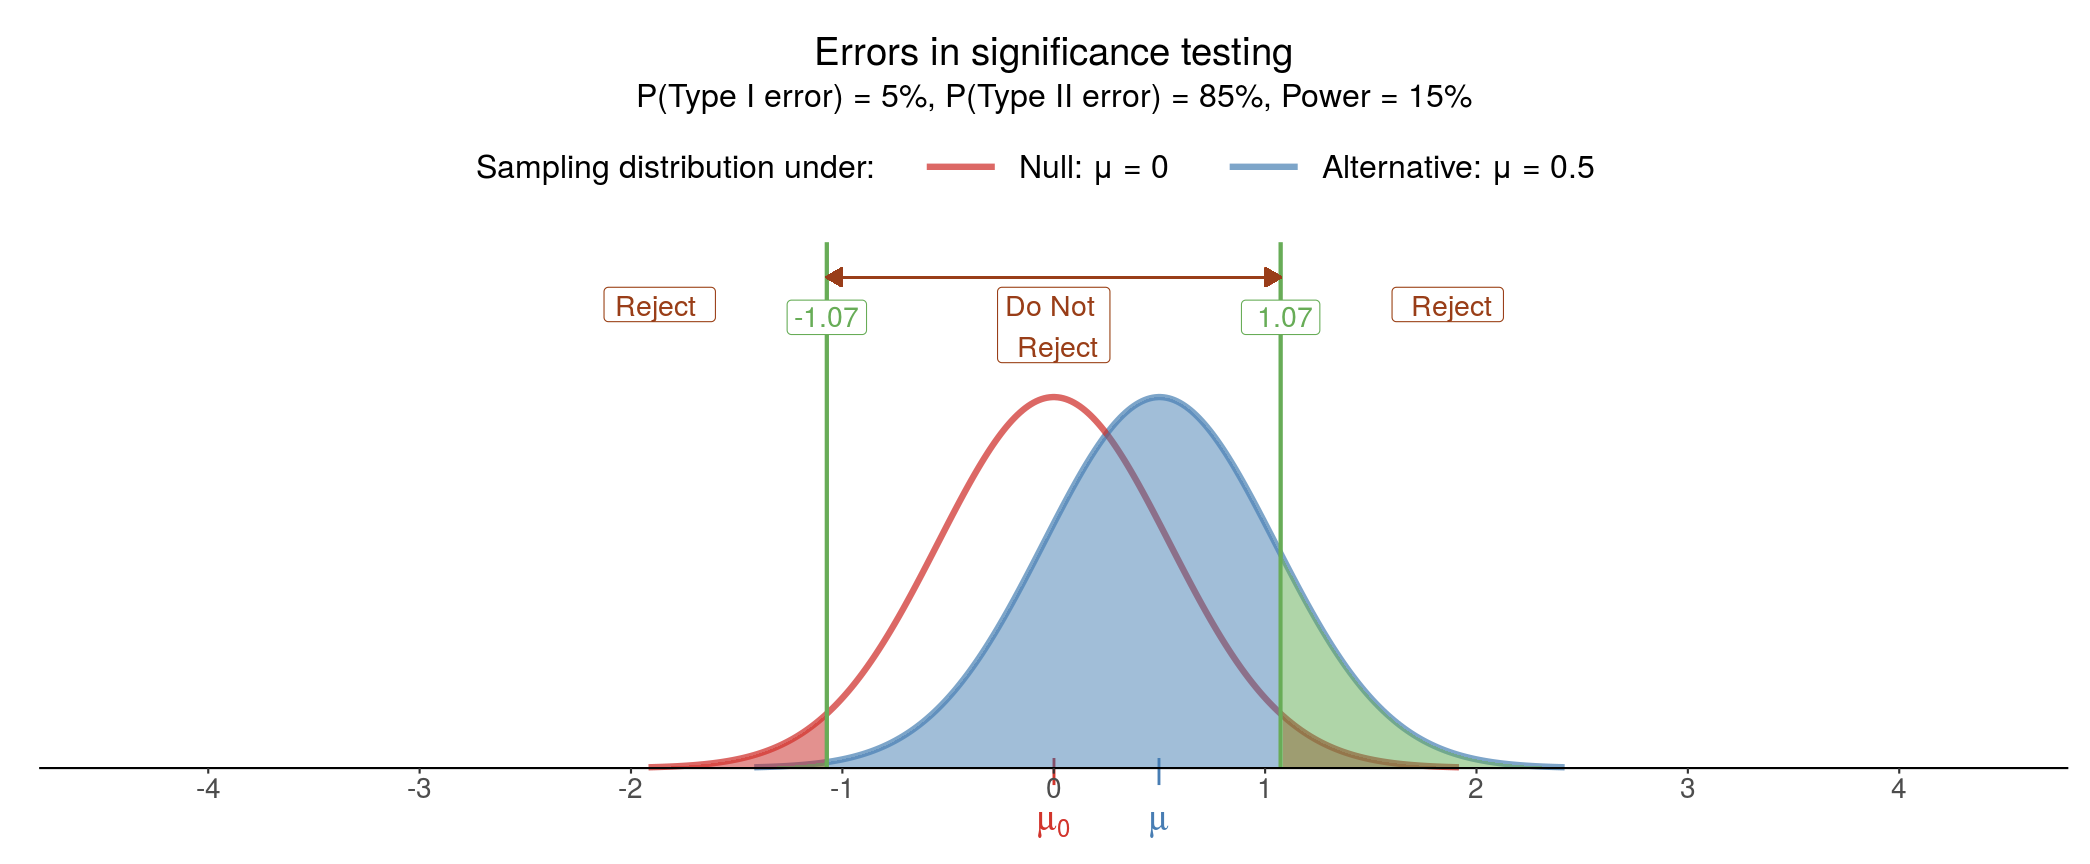 Errors in significance testing
P(Type I error) = 5%, P(Type II error) = 85%, Power = 15%
Sampling distribution under: Null: μ = 0 Alternative: μ = 0.5
Reject
-1.07
Do Not
Reject
1.07
Reject
-4 -3 -2 -1 0 1 2 3 4
μ₀ μ